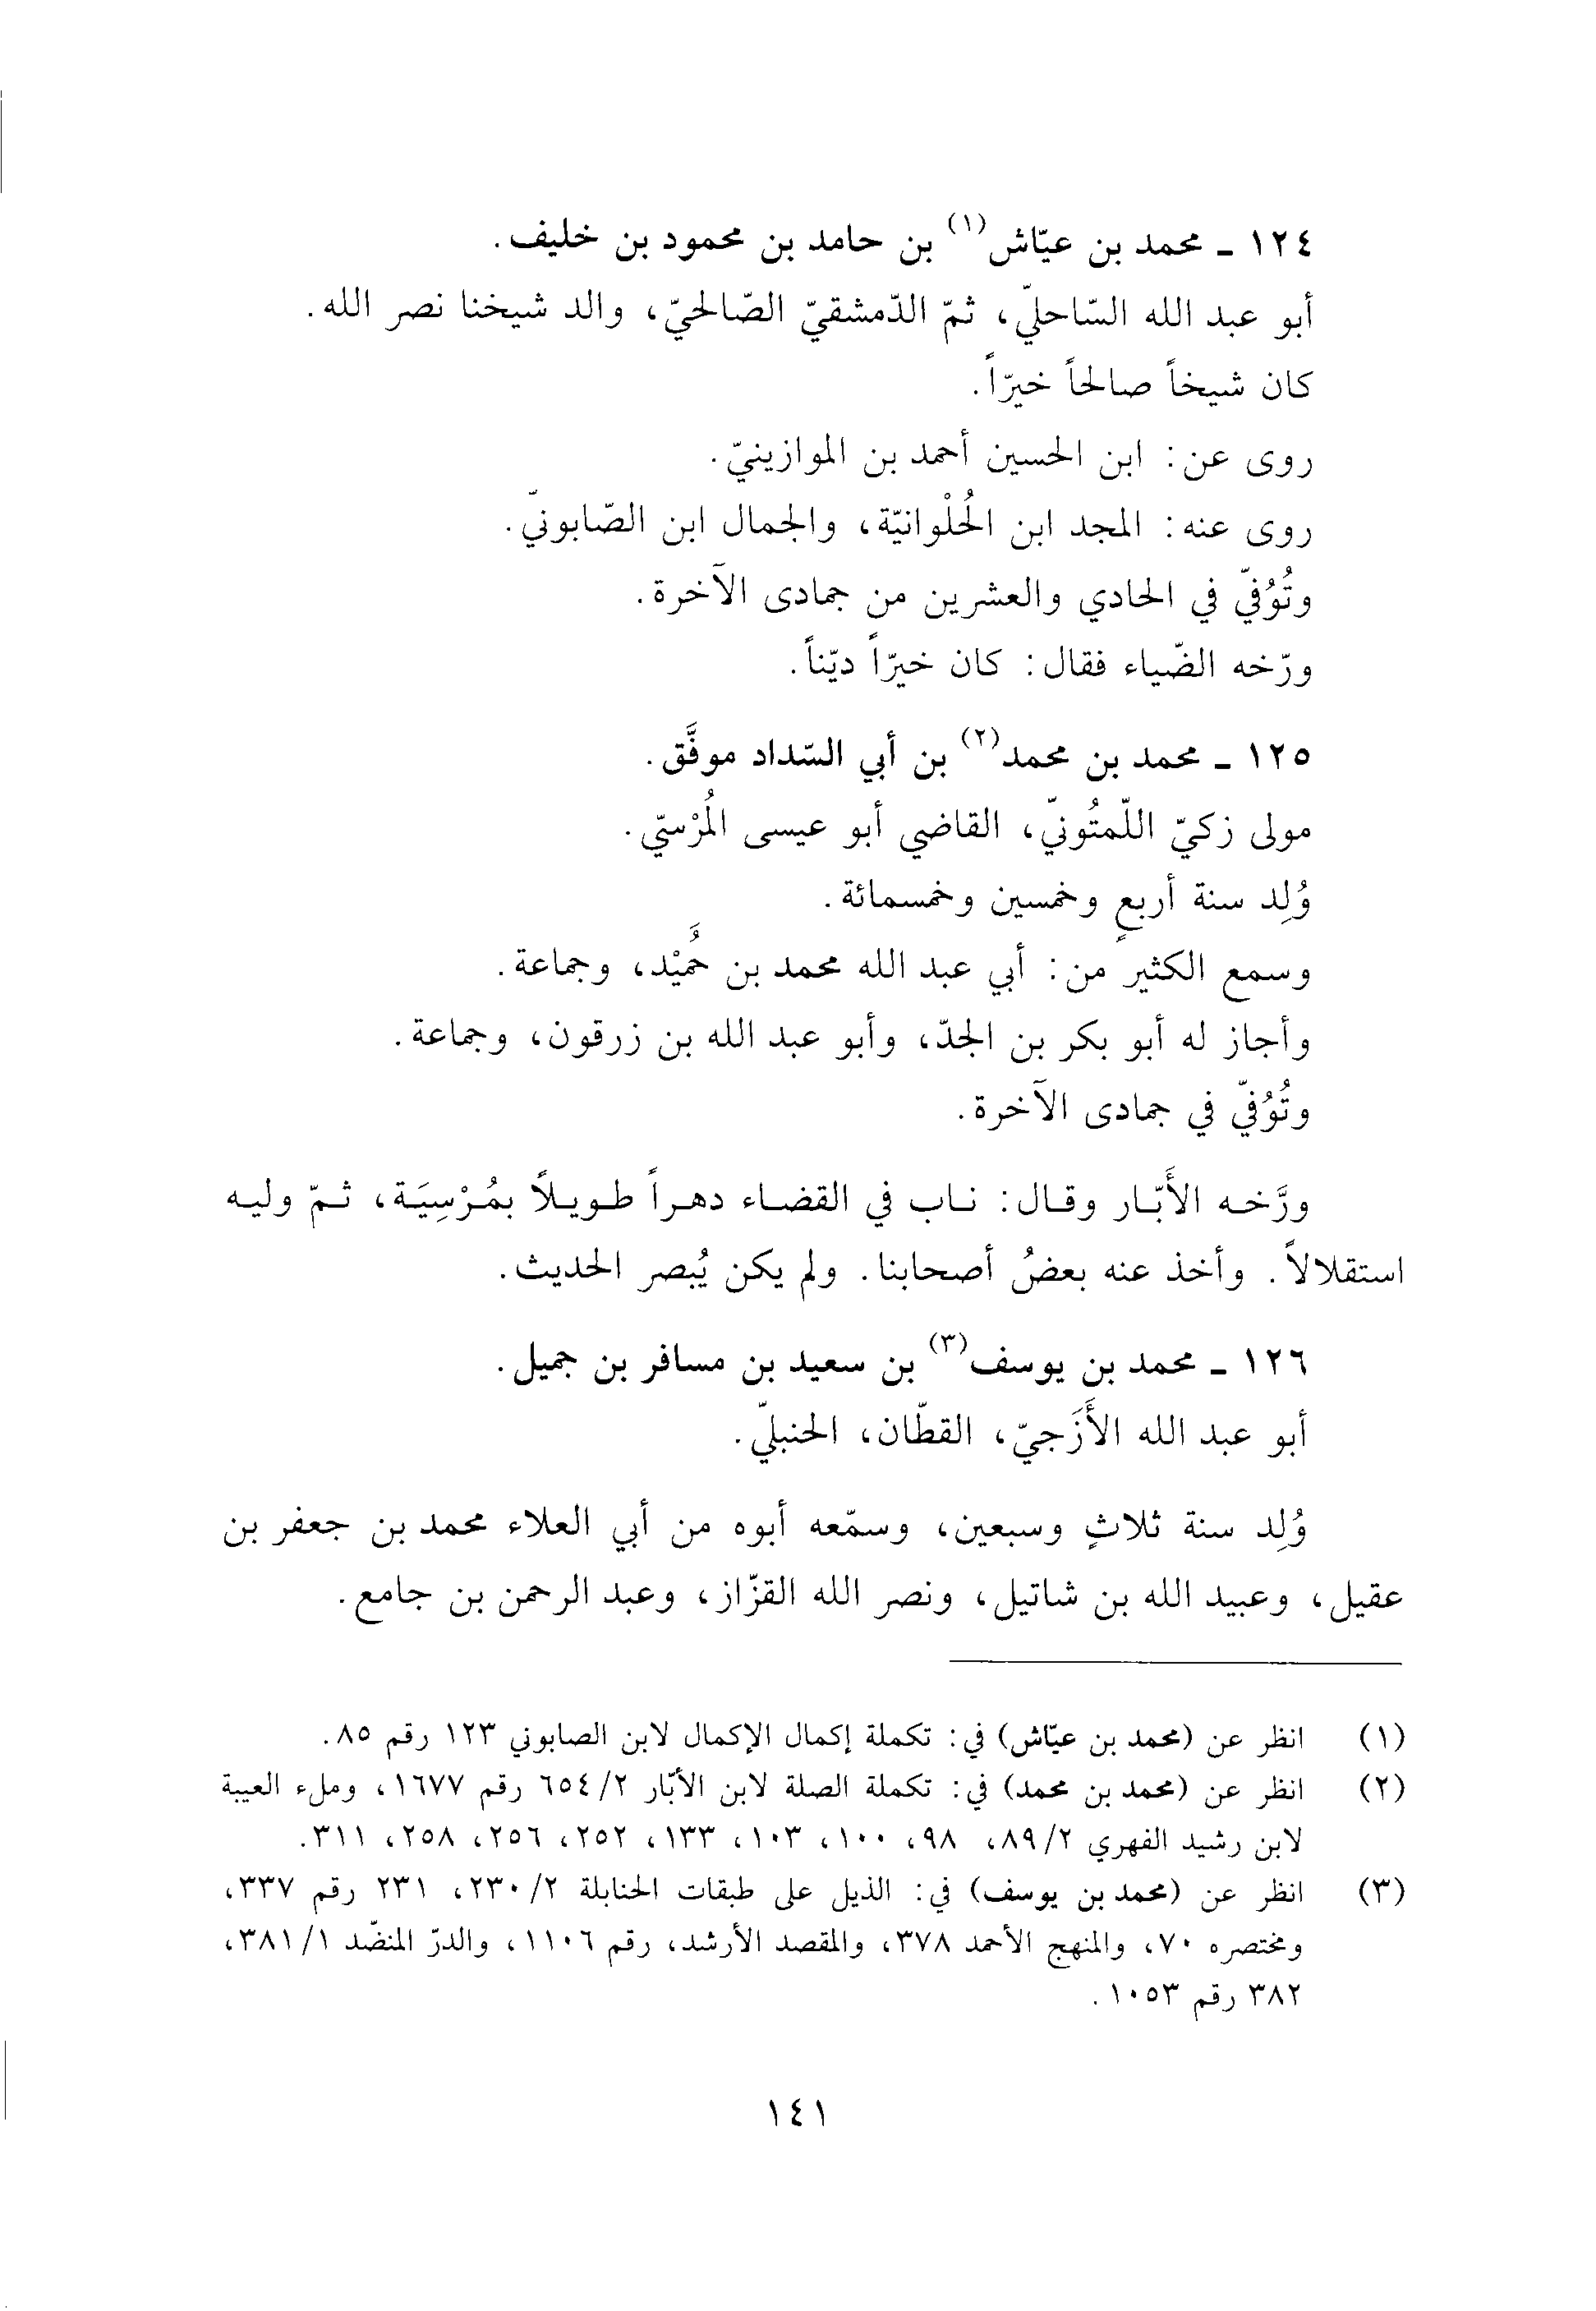 ١٢٤ ـ محمد بن عيّاش(١) بن حامد بن محمود بن خليف.
أبو عبد الله السّاحليّ، ثمّ الدّمشقيّ الصّالحيّ، والد شيخنا نصر الله.
كان شيخاً صالحاً خيرّاً.
روى عن: ابن الحسين أحمد بن الموازينيّ.
روى عنه: المجد ابن الحُلْوانيّة، والجمال ابن الصّابونيّ.
وتُوُفيّ في الحادي والعشرين من جمادى الآخرة.
ورّخه الضّياء فقال: كان خيرّاً ديّناً.
١٢٥ ـ محمد بن محمد(٢) بن أبي السّداد موفَّق.
مولى زكيّ اللّمتُونيّ، القاضي أبو عيسى المُرْسيّ.
وُلِد سنة أربعٍ وخمسين وخمسمائة.
وسمع الكثير من: أبي عبد الله محمد بن حُمَيْد، وجماعة.
وأجاز له أبو بكر بن الجدّ، وأبو عبد الله بن زرقون، وجماعة.
وتُوُفيّ في جمادى الآخرة.
ورَّخه الأَبّار وقال: ناب في القضاء دهراً طويلاً بمُرْسِيَة، ثمّ وليه
استقلالاً. وأخذ عنه بعضُ أصحابنا. ولم يكن يُبصر الحديث.
١٢٦ ـ محمد بن يوسف(٣) بن سعيد بن مسافر بن جميل.
أبو عبد الله الأَزَجيّ، القطّان، الحنبليّ.
وُلِد سنة ثلاثٍ وسبعين، وسمّعه أبوه من أبي العلاء محمد بن جعفر بن
عقيل، وعبيد الله بن شاتيل، ونصر الله القزّاز، وعبد الرحمن بن جامع.
(١) انظر عن (محمد بن عيّاش) في: تكملة إكمال الإكمال لابن الصابوني ١٢٣ رقم ٨٥.
(٢) انظر عن (محمد بن محمد) في: تكملة الصلة لابن الأبّار ٢/٦٥٤ رقم ١٦٧٧، وملء العيبة
لابن رشيد الفهري ٢/٨٩، ٩٨، ١٠٠، ١٠٣، ١٣٣، ٢٥٢، ٢٥٦، ٢٥٨، ٣١١.
(٣) انظر عن (محمد بن يوسف) في: الذيل على طبقات الحنابلة ٢/٢٣٠، ٢٣١ رقم ٣٣٧،
ومختصره ٧٠، والمنهج الأحمد ٣٧٨، والمقصد الأرشد، رقم ١١٠٦، والدرّ المنضّد ١/٣٨١،
٣٨٢ رقم ١٠٥٣.
١٤١